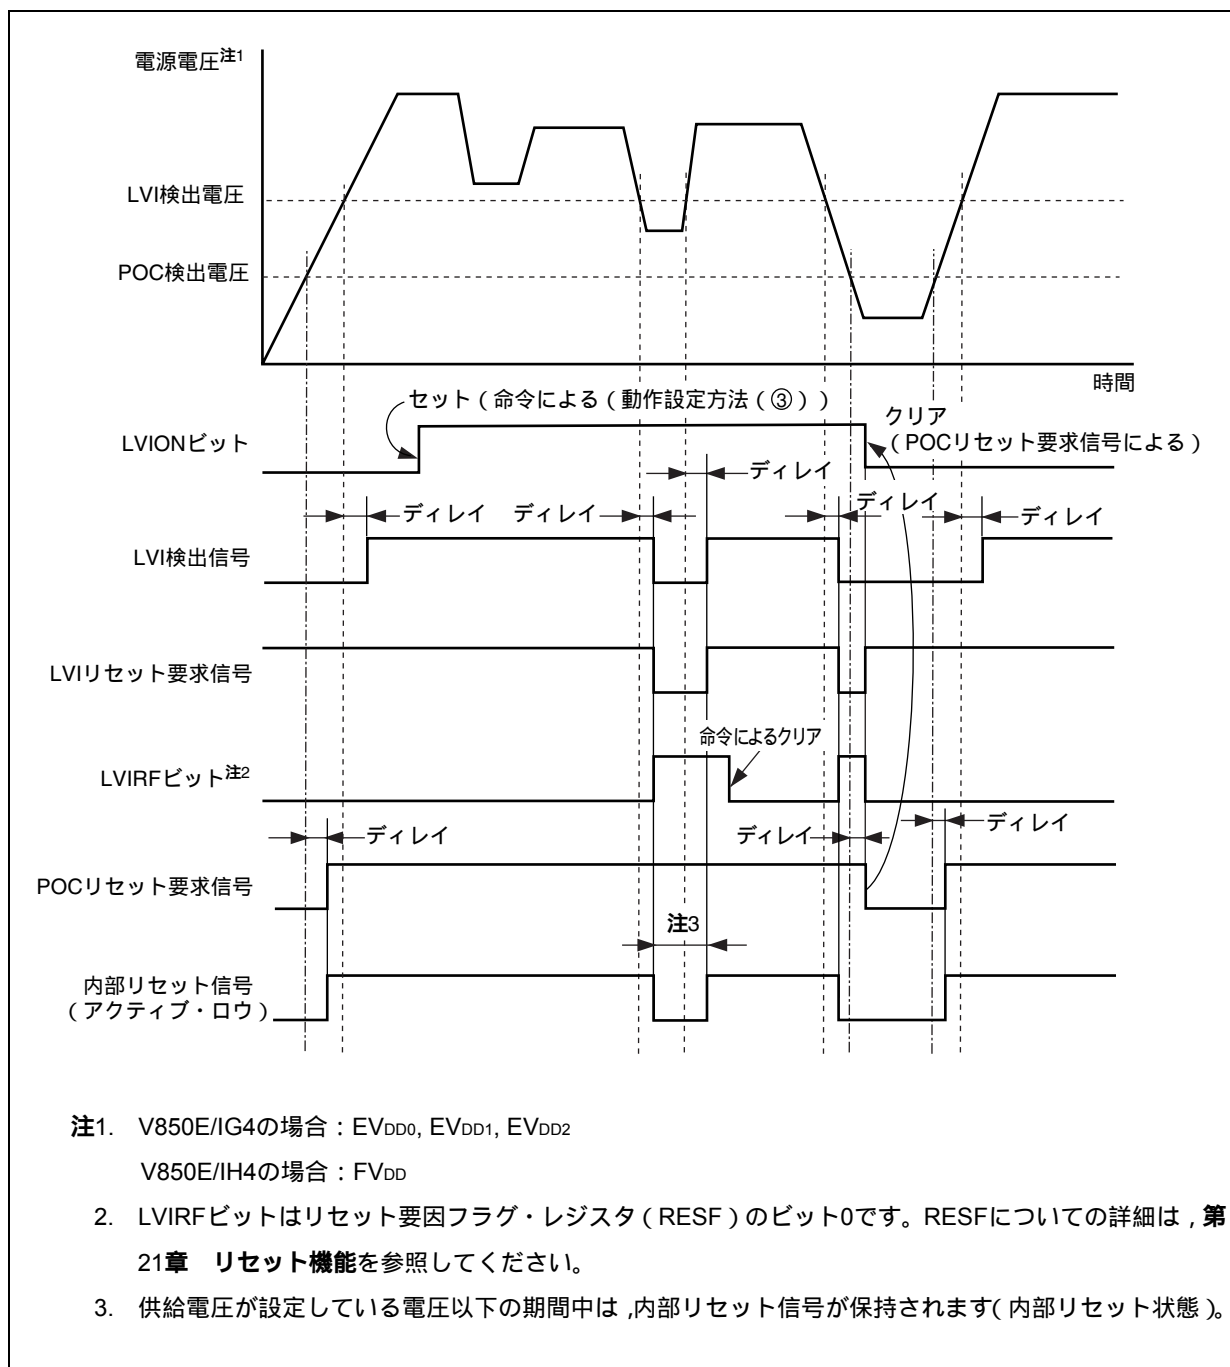 電源電圧注1
LVI検出電圧
POC検出電圧
時間
セット（命令による（動作設定方法（③））
クリア
（POCリセット要求信号による）
LVIONビット
ディレイ
ディレイ
ディレイ ディレイ
ディレイ
LVI検出信号
LVIリセット要求信号
命令によるクリア
LVIRFビット注2
ディレイ
ディレイ
ディレイ
POCリセット要求信号
注3
内部リセット信号
（アクティブ・ロウ）
注1. V850E/IG4の場合：EVDD0, EVDD1, EVDD2
V850E/IH4の場合：FVDD
2. LVIRFビットはリセット要因フラグ・レジスタ（RESF）のビット0です。RESFについての詳細は，第
21章 リセット機能を参照してください。
3. 供給電圧が設定している電圧以下の期間中は，内部リセット信号が保持されます（内部リセット状態）。